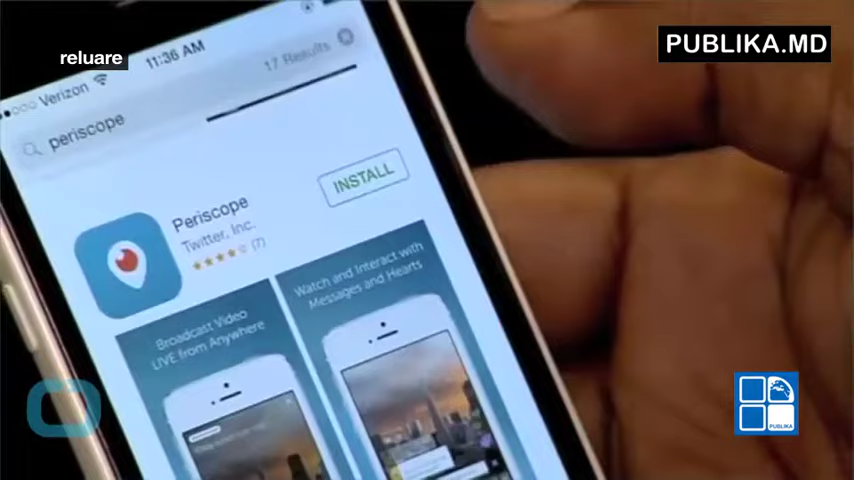 reluare
PUBLIKA.MD
Verizon
11:36 AM
periscope
17 Results
Periscope
Twitter, Inc.
(7)
INSTALL
Broadcast Video
LIVE from Anywhere
Watch and Interact with
Messages and Hearts
PUBLIKA